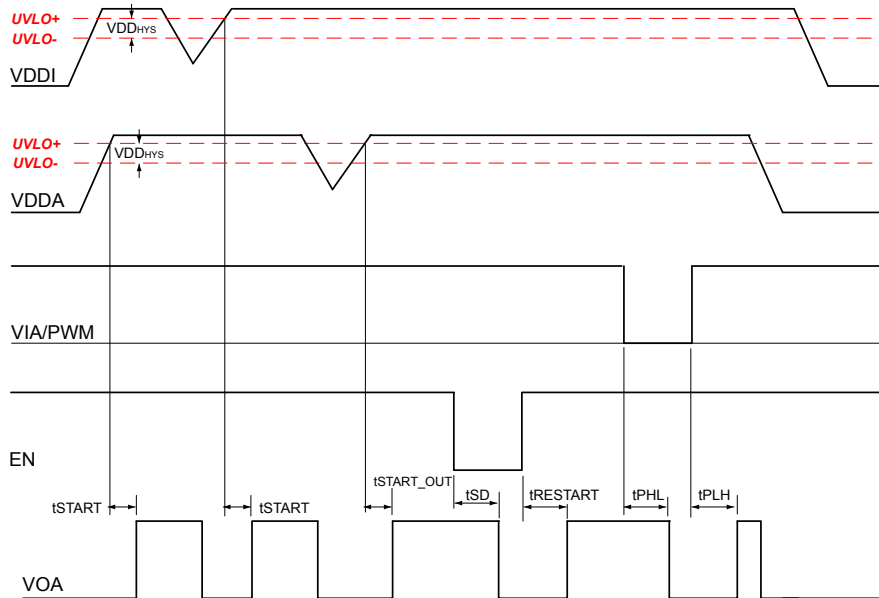 UVLO+
VDDHYS
UVLO-
VDDI
UVLO+
VDDHYS
UVLO-
VDDA
VIA/PWM
EN
tSTART
tSTART
tSTART_OUT
tSD
tRESTART
tPHL
tPLH
VOA